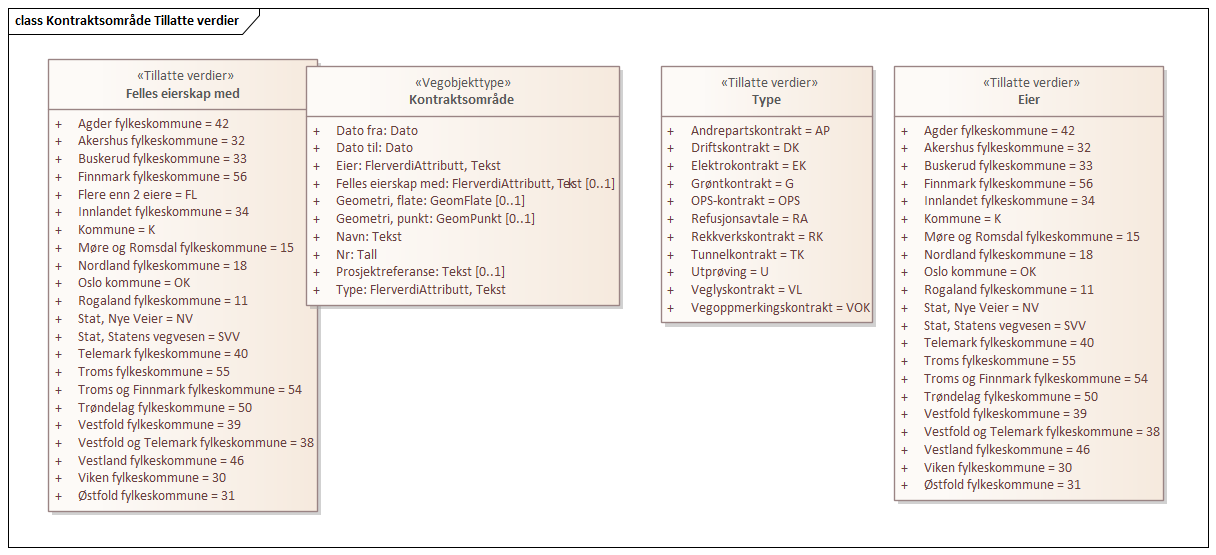 class Kontraktsområde Tillatte verdier
«Tillatte verdier»
Felles eierskap med
+ Agder fylkeskommune = 42
+ Akershus fylkeskommune = 32
+ Buskerud fylkeskommune = 33
+ Finnmark fylkeskommune = 56
+ Flere enn 2 eiere = FL
+ Innlandet fylkeskommune = 34
+ Kommune = K
+ Møre og Romsdal fylkeskommune = 15
+ Nordland fylkeskommune = 18
+ Oslo kommune = OK
+ Rogaland fylkeskommune = 11
+ Stat, Nye Veier = NV
+ Stat, Statens vegvesen = SVV
+ Telemark fylkeskommune = 40
+ Troms fylkeskommune = 55
+ Troms og Finnmark fylkeskommune = 54
+ Trøndelag fylkeskommune = 50
+ Vestfold fylkeskommune = 39
+ Vestfold og Telemark fylkeskommune = 38
+ Vestland fylkeskommune = 46
+ Viken fylkeskommune = 30
+ Østfold fylkeskommune = 31
«Vegobjekttype»
Kontraktsområde
+ Dato fra: Dato
+ Dato til: Dato
+ Eier: FlerverdiAttributt, Tekst
+ Felles eierskap med: FlerverdiAttributt, Tekst [0..1]
+ Geometri, flate: GeomFlate [0..1]
+ Geometri, punkt: GeomPunkt [0..1]
+ Navn: Tekst
+ Nr: Tall
+ Prosjektreferanse: Tekst [0..1]
+ Type: FlerverdiAttributt, Tekst
«Tillatte verdier»
Type
+ Andrepartskontrakt = AP
+ Driftskontrakt = DK
+ Elektrokontrakt = EK
+ Grøntkontrakt = G
+ OPS-kontrakt = OPS
+ Refusjonsavtale = RA
+ Rekkverkskontrakt = RK
+ Tunnelkontrakt = TK
+ Utprøving = U
+ Veglyskontrakt = VL
+ Vegoppmerkingskontrakt = VOK
«Tillatte verdier»
Eier
+ Agder fylkeskommune = 42
+ Akershus fylkeskommune = 32
+ Buskerud fylkeskommune = 33
+ Finnmark fylkeskommune = 56
+ Innlandet fylkeskommune = 34
+ Kommune = K
+ Møre og Romsdal fylkeskommune = 15
+ Nordland fylkeskommune = 18
+ Oslo kommune = OK
+ Rogaland fylkeskommune = 11
+ Stat, Nye Veier = NV
+ Stat, Statens vegvesen = SVV
+ Telemark fylkeskommune = 40
+ Troms fylkeskommune = 55
+ Troms og Finnmark fylkeskommune = 54
+ Trøndelag fylkeskommune = 50
+ Vestfold fylkeskommune = 39
+ Vestfold og Telemark fylkeskommune = 38
+ Vestland fylkeskommune = 46
+ Viken fylkeskommune = 30
+ Østfold fylkeskommune = 31